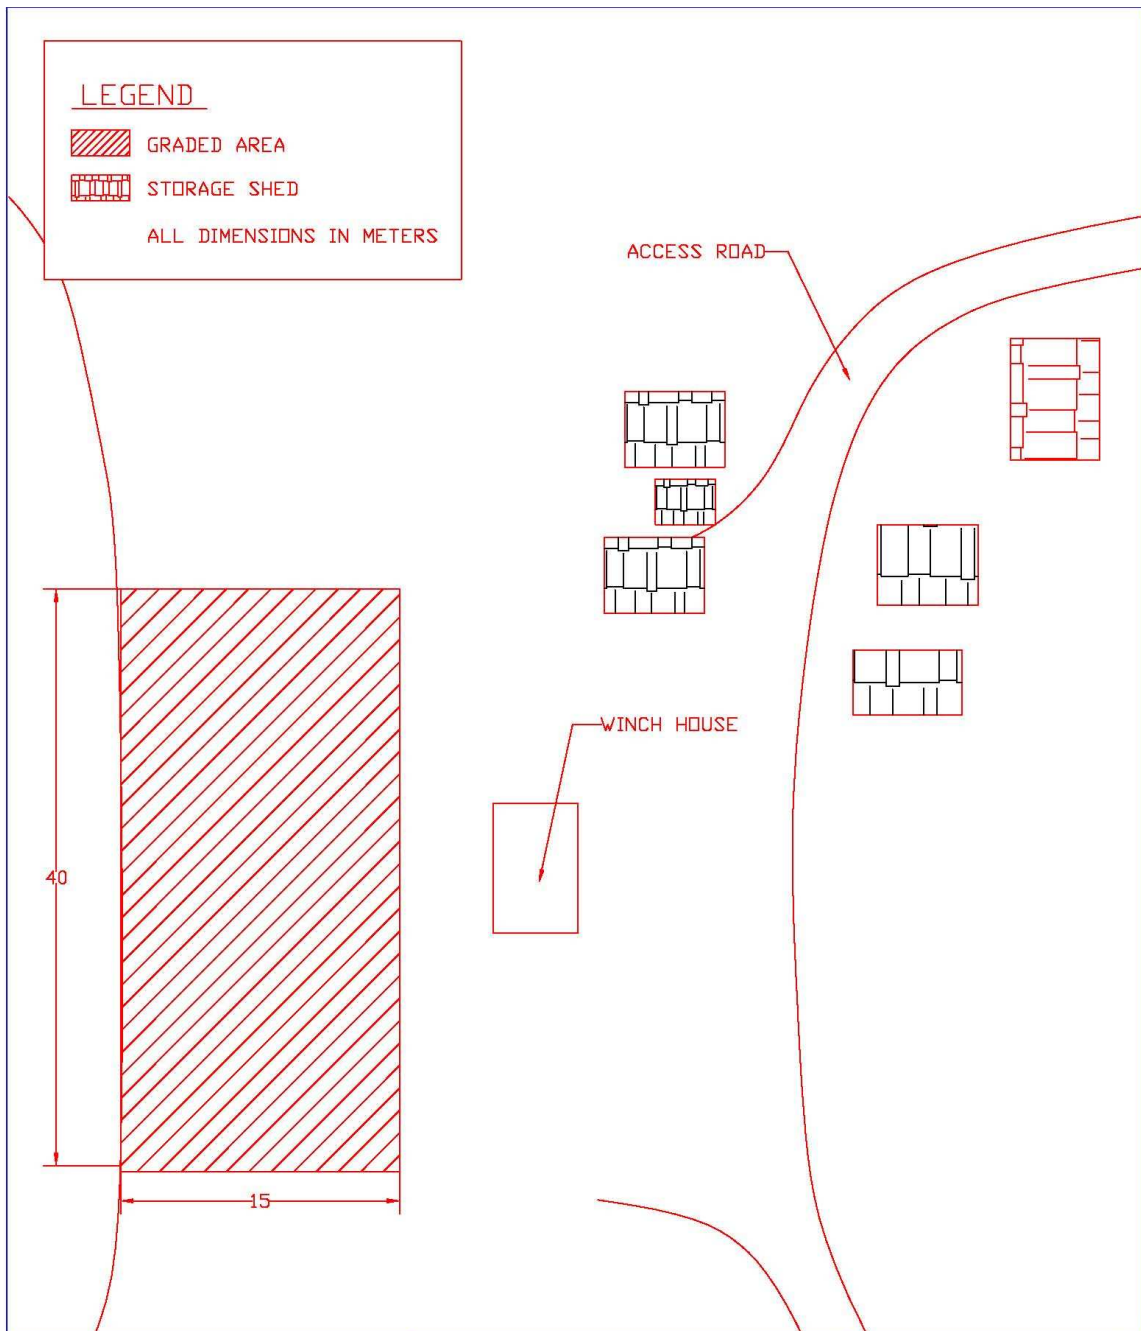 LEGEND
GRADED AREA
STORAGE SHED
ALL DIMENSIONS IN METERS
ACCESS ROAD
WINCH HOUSE
40
15